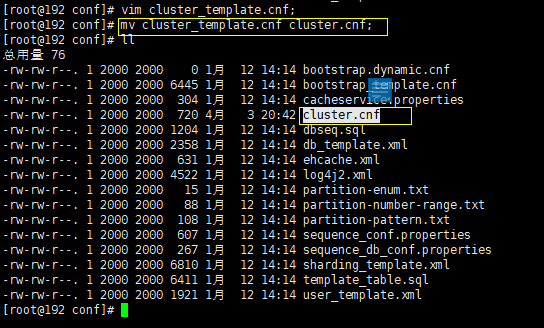 [root@192 conf]# vim cluster_template.cnf;
[root@192 conf]# mv cluster_template.cnf cluster.cnf;
[root@192 conf]# ll
总用量 76
-rw-rw-r--. 1 2000 2000    0 1月  12 14:14 bootstrap.dynamic.cnf
-rw-rw-r--. 1 2000 2000 6445 1月  12 14:14 bootstrap_template.cnf
-rw-rw-r--. 1 2000 2000  304 1月  12 14:14 cacheservice.properties
-rw-rw-r--. 1 2000 2000  720 4月   3 20:42 cluster.cnf
-rw-rw-r--. 1 2000 2000 1204 1月  12 14:14 dbseq.sql
-rw-rw-r--. 1 2000 2000 2358 1月  12 14:14 db_template.xml
-rw-rw-r--. 1 2000 2000  631 1月  12 14:14 ehcache.xml
-rw-rw-r--. 1 2000 2000 4522 1月  12 14:14 log4j2.xml
-rw-rw-r--. 1 2000 2000   15 1月  12 14:14 partition-enum.txt
-rw-rw-r--. 1 2000 2000   88 1月  12 14:14 partition-number-range.txt
-rw-rw-r--. 1 2000 2000  108 1月  12 14:14 partition-pattern.txt
-rw-rw-r--. 1 2000 2000  607 1月  12 14:14 sequence_conf.properties
-rw-rw-r--. 1 2000 2000  267 1月  12 14:14 sequence_db_conf.properties
-rw-rw-r--. 1 2000 2000 6810 1月  12 14:14 sharding_template.xml
-rw-rw-r--. 1 2000 2000 6411 1月  12 14:14 template_table.sql
-rw-rw-r--. 1 2000 2000 1921 1月  12 14:14 user_template.xml
[root@192 conf]#